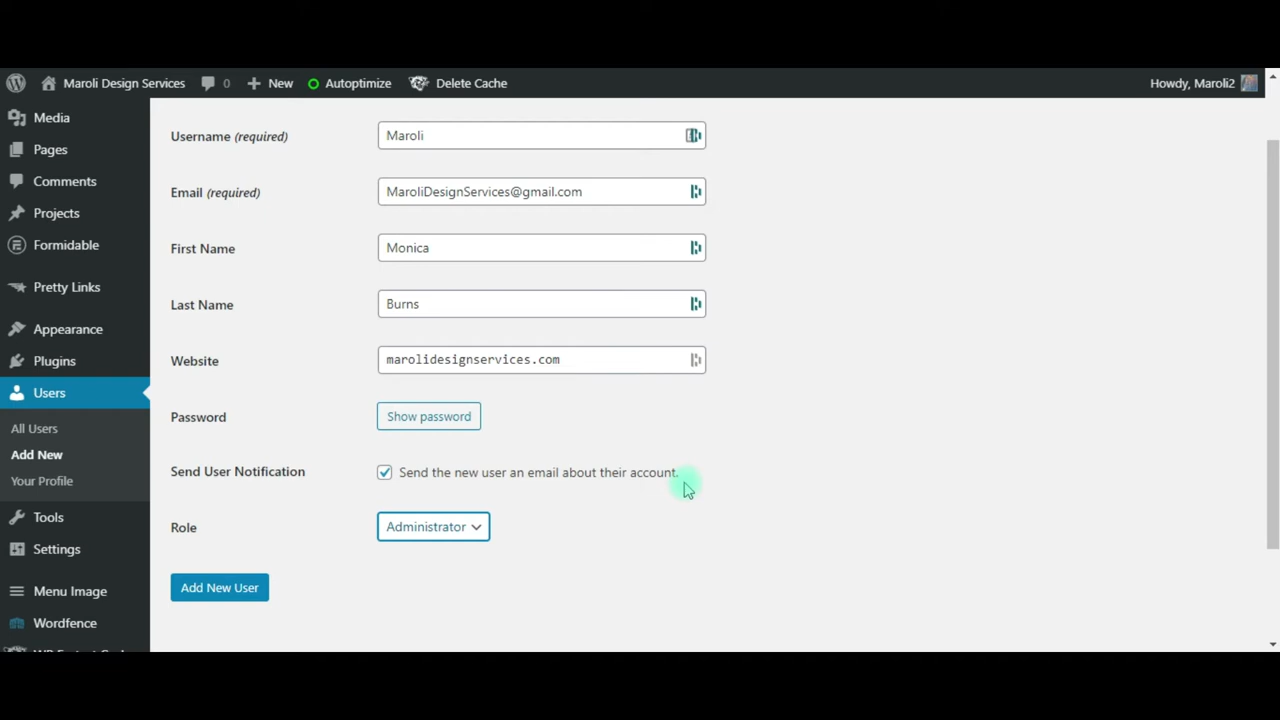 Maroli Design Services 0 New Autoptimize Delete Cache Howdy, Maroli2
Media
Pages
Comments
Projects
Formidable
Pretty Links
Appearance
Plugins
Users
All Users
Add New
Your Profile
Tools
Settings
Menu Image
Wordfence
Username (required) Maroli
Email (required) MaroliDesignServices@gmail.com
First Name Monica
Last Name Burns
Website marolidesignservices.com
Password Show password
Send User Notification Send the new user an email about their account.
Role Administrator
Add New User